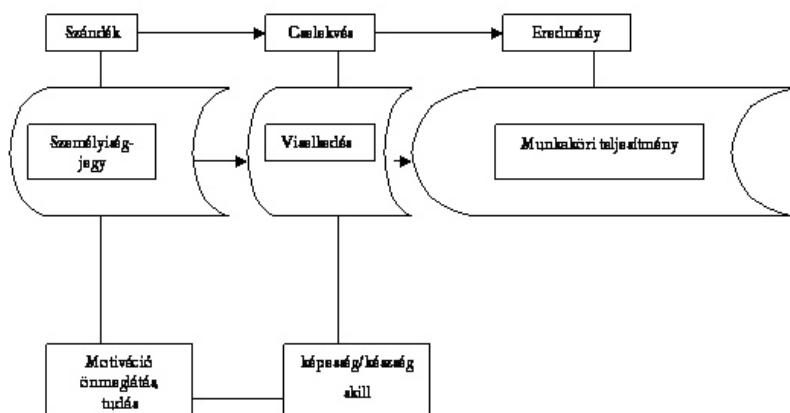 Szándék
Cselekvés
Eredmény
Személyiség-
jegy
Viselkedés
Munkaköri teljesítmény
Motiváció
önmeglátás,
tudás
képesség/készség
skill